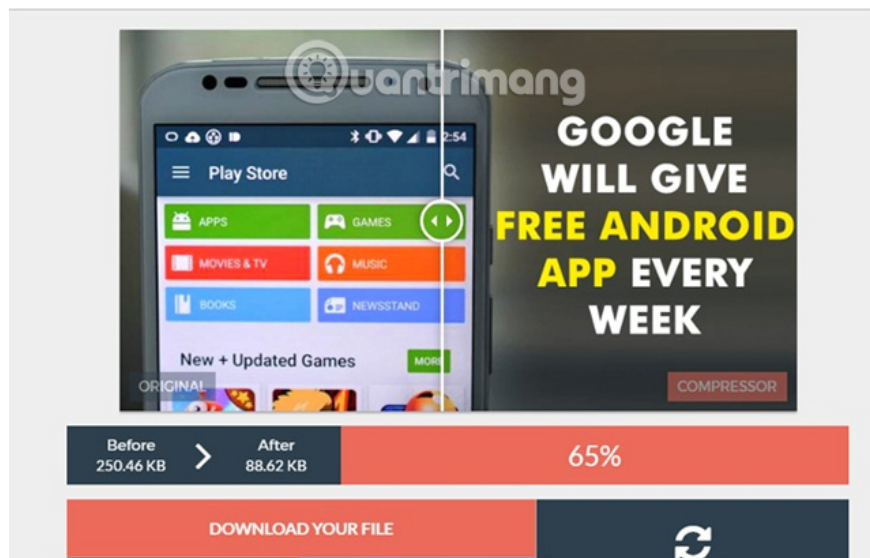 Quantrimang
2:54
Play Store
APPS
GAMES
MOVIES & TV
MUSIC
BOOKS
NEWSSTAND
New + Updated Games
MORE
GOOGLE
WILL GIVE
FREE ANDROID
APP EVERY
WEEK
ORIGINAL
COMPRESSOR
Before
250.46 KB
After
88.62 KB
65%
DOWNLOAD YOUR FILE